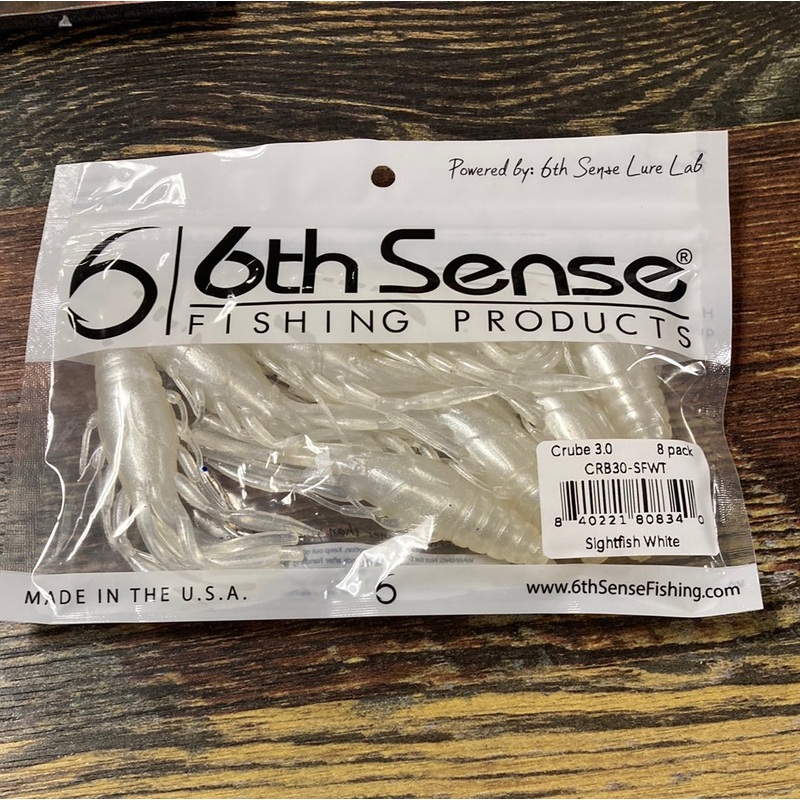 Powered by: 6th Sense Lure Lab
6 6th Sense®
FISHING PRODUCTS
Crube 3.0 8 pack
CRB30-SFWT
8 40221 80834 0
Sightfish White
MADE IN THE U.S.A.
6
www.6thSenseFishing.com